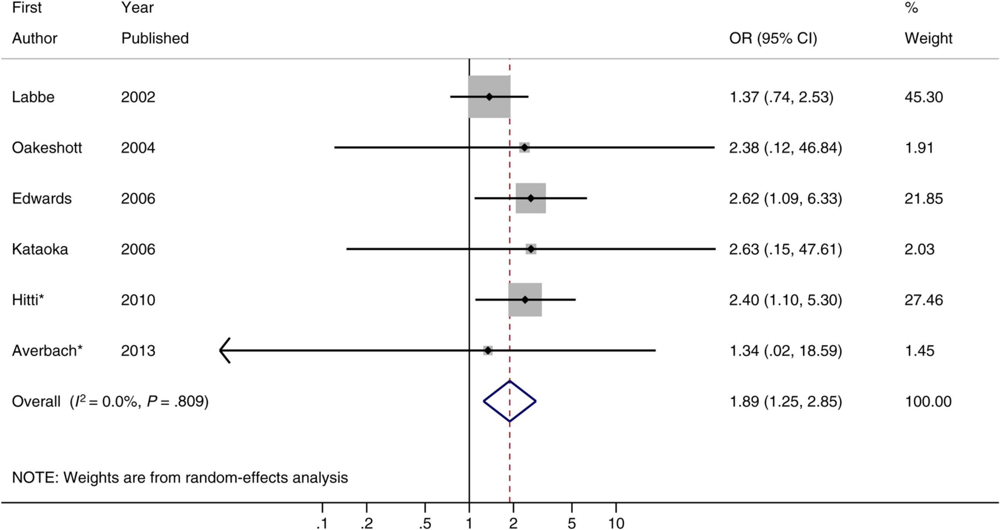 First Year %
Author Published OR (95% CI) Weight
Labbe 2002 1.37 (.74, 2.53) 45.30
Oakeshott 2004 2.38 (.12, 46.84) 1.91
Edwards 2006 2.62 (1.09, 6.33) 21.85
Kataoka 2006 2.63 (.15, 47.61) 2.03
Hitti* 2010 2.40 (1.10, 5.30) 27.46
Averbach* 2013 1.34 (.02, 18.59) 1.45
Overall (I² = 0.0%, P = .809) 1.89 (1.25, 2.85) 100.00
NOTE: Weights are from random-effects analysis
.1 .2 .5 1 2 5 10